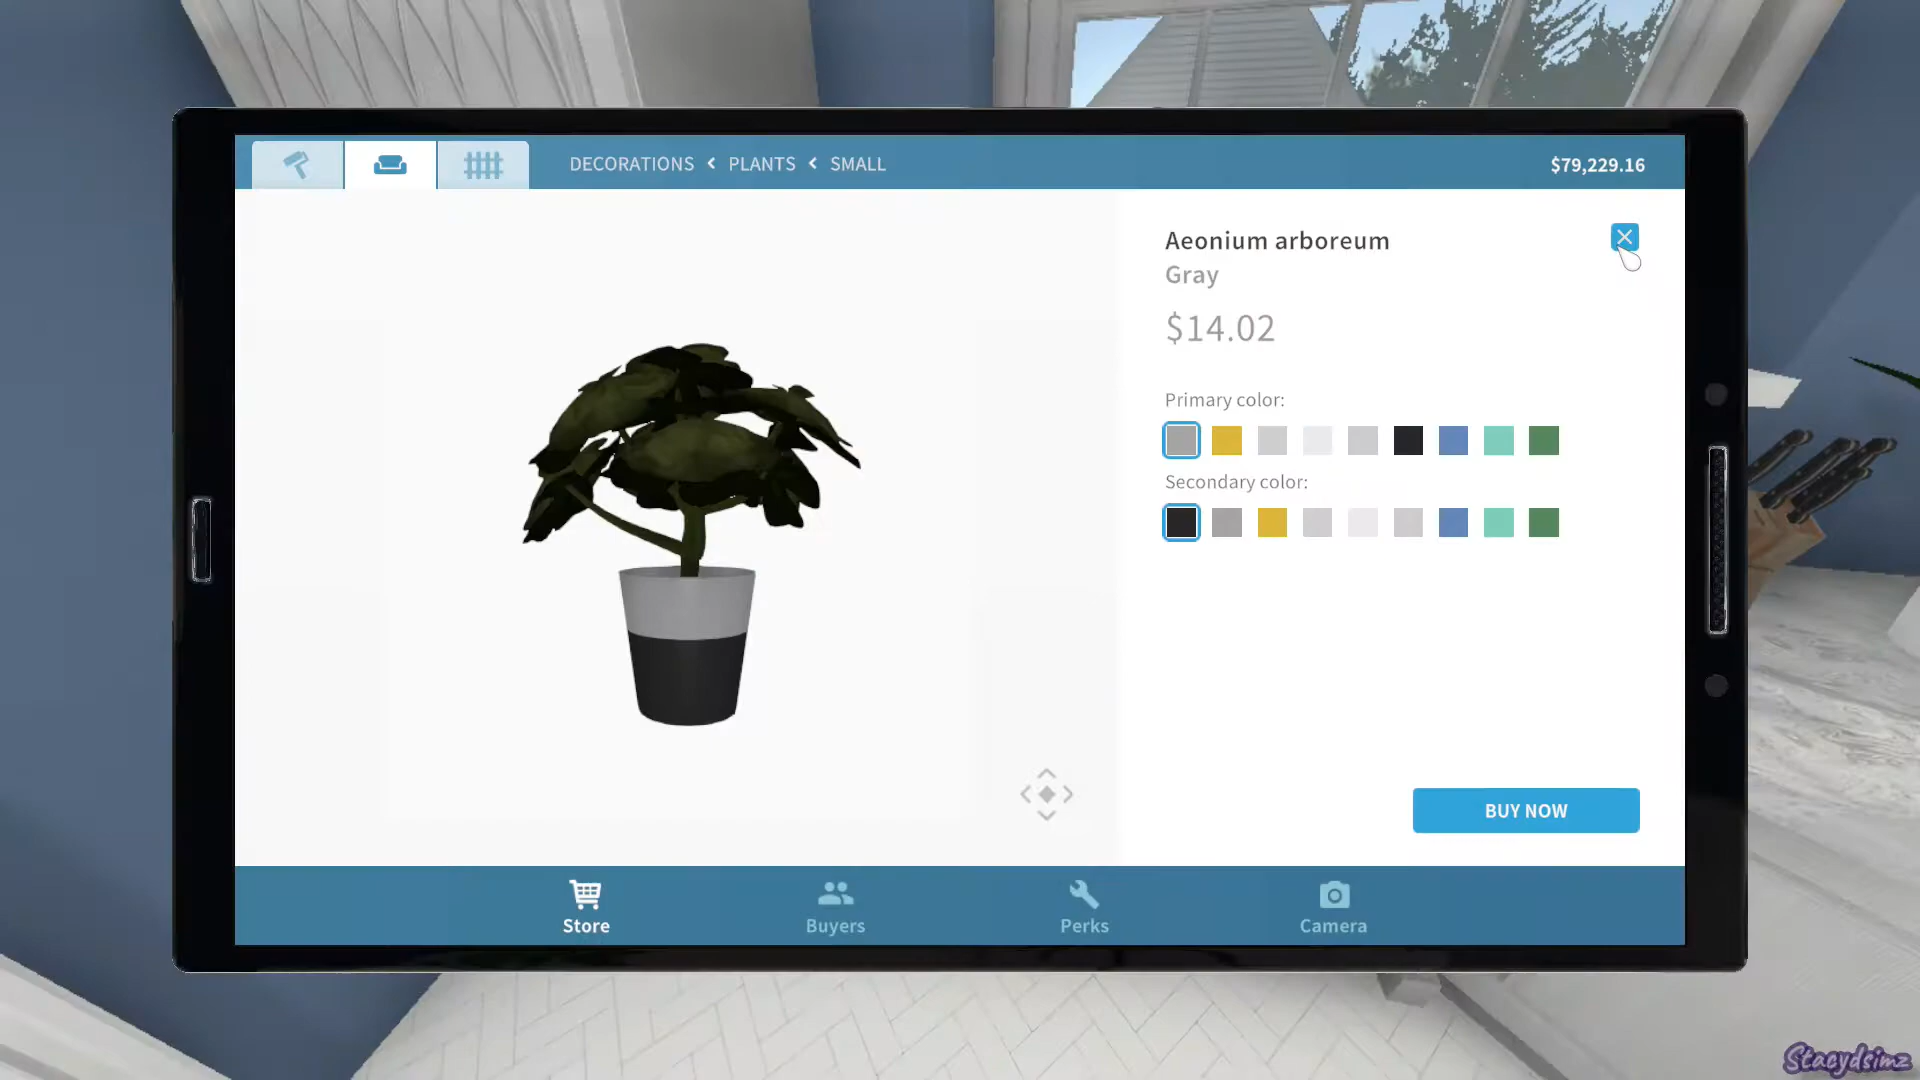 DECORATIONS < PLANTS < SMALL
$79,229.16
Aeonium arboreum
Gray
$14.02
Primary color:
Secondary color:
BUY NOW
Store
Buyers
Perks
Camera
Stacydsimz